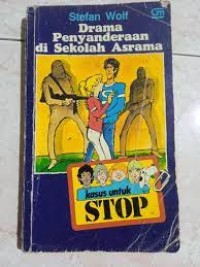 Stefan Wolf
Drama
Penyanderaan
di Sekolah Asrama
kasus untuk
STOP